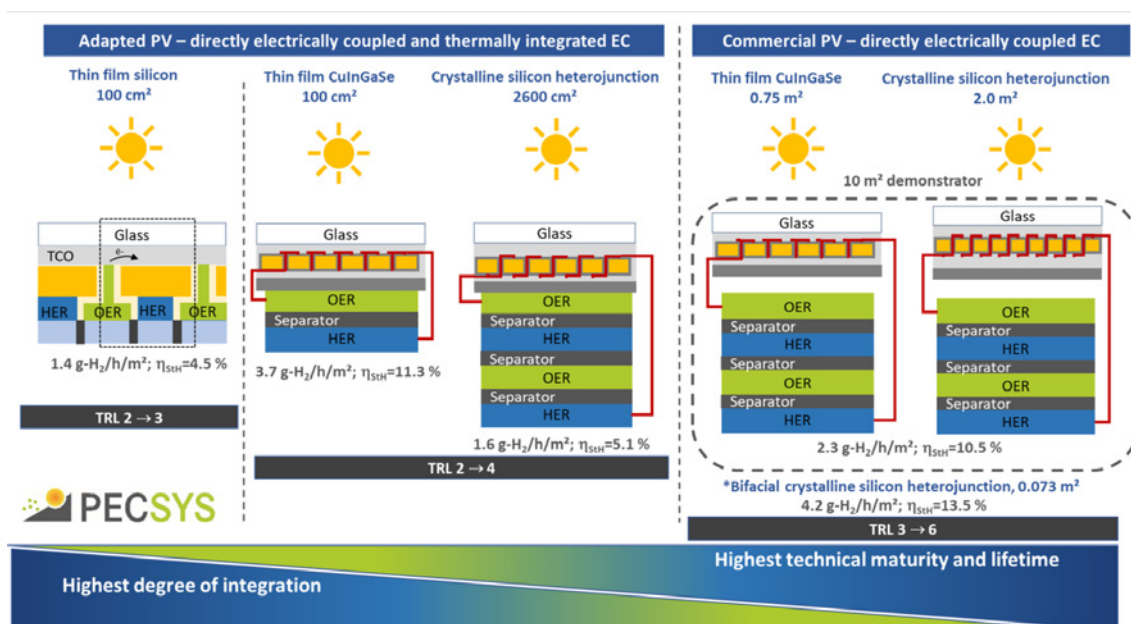 Adapted PV – directly electrically coupled and thermally integrated EC
Commercial PV – directly electrically coupled EC
Thin film silicon
100 cm²
Thin film CuInGaSe
100 cm²
Crystalline silicon heterojunction
2600 cm²
Thin film CuInGaSe
0.75 m²
Crystalline silicon heterojunction
2.0 m²
10 m² demonstrator
Glass
TCO
e-
HER
OER
HER
OER
1.4 g-H₂/h/m²; ηStH=4.5 %
TRL 2 → 3
Glass
OER
Separator
HER
3.7 g-H₂/h/m²; ηStH=11.3 %
Glass
OER
Separator
HER
Separator
OER
Separator
HER
1.6 g-H₂/h/m²; ηStH=5.1 %
TRL 2 → 4
Glass
OER
Separator
HER
Separator
OER
Separator
HER
Glass
OER
Separator
HER
Separator
OER
Separator
HER
2.3 g-H₂/h/m²; ηStH=10.5 %
*Bifacial crystalline silicon heterojunction, 0.073 m²
4.2 g-H₂/h/m²; ηStH=13.5 %
TRL 3 → 6
PECSYS
Highest degree of integration
Highest technical maturity and lifetime